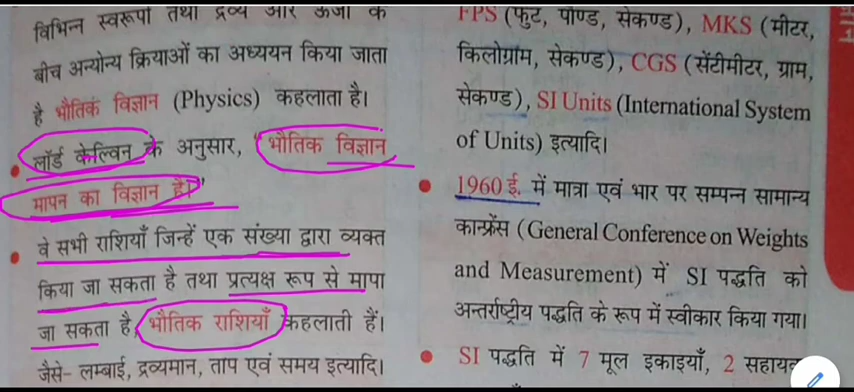 विभिन्न स्वरूपों तथा द्रव्य और ऊर्जा के
बीच अन्योन्य क्रियाओं का अध्ययन किया जाता
है भौतिक विज्ञान (Physics) कहलाता है।
• लॉर्ड केल्विन के अनुसार, "भौतिक विज्ञान
मापन का विज्ञान है।"
• वे सभी राशियाँ जिन्हें एक संख्या द्वारा व्यक्त
किया जा सकता है तथा प्रत्यक्ष रूप से मापा
जा सकता है, भौतिक राशियाँ कहलाती हैं।
जैसे- लम्बाई, द्रव्यमान, ताप एवं समय इत्यादि।
FPS (फुट, पौण्ड, सेकण्ड), MKS (मीटर,
किलोग्राम, सेकण्ड), CGS (सेंटीमीटर, ग्राम,
सेकण्ड), SI Units (International System
of Units) इत्यादि।
• 1960 ई. में मात्रा एवं भार पर सम्पन्न सामान्य
कान्फ्रेंस (General Conference on Weights
and Measurement) में SI पद्धति को
अन्तर्राष्ट्रीय पद्धति के रूप में स्वीकार किया गया।
• SI पद्धति में 7 मूल इकाइयाँ, 2